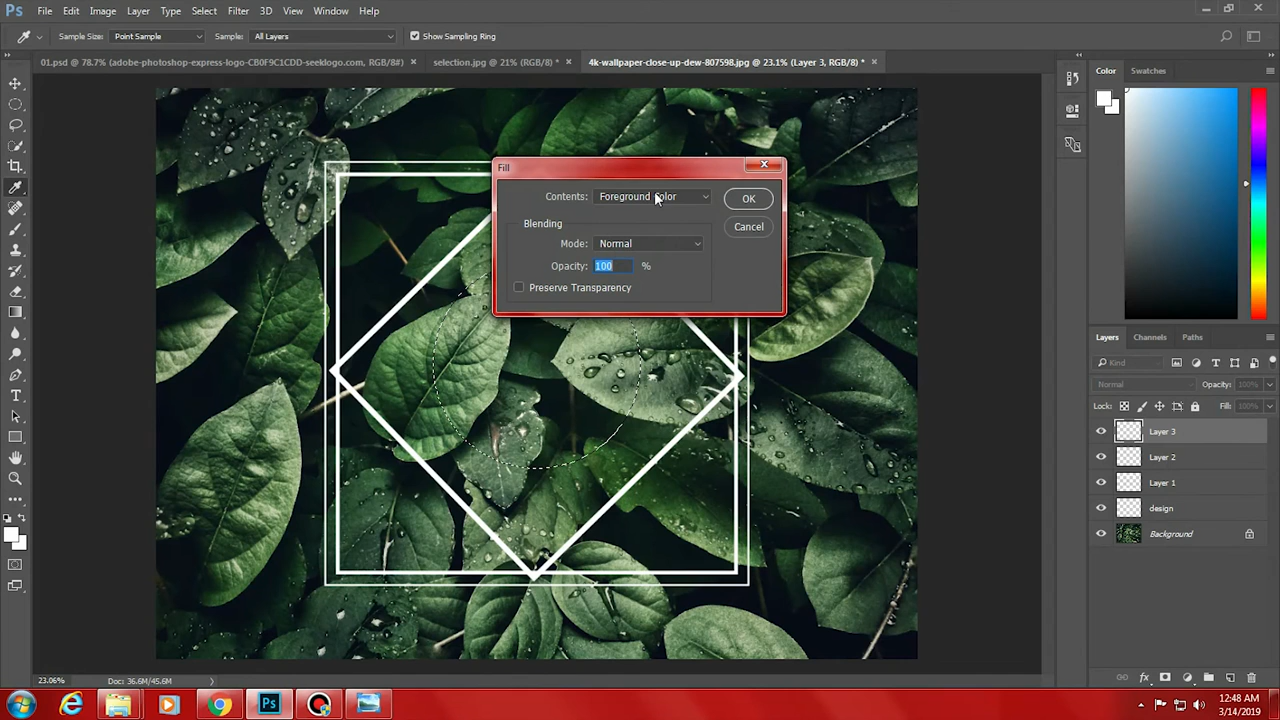 Ps File Edit Image Layer Type Select Filter 3D View Window Help
Sample Size: Point Sample Sample: All Layers Show Sampling Ring
01.psd @ 78.7% (adobe-photoshop-express-logo-CB0F9C1CDD-seeklogo.com, RGB/8#) selection.jpg @ 21% (RGB/8) * 4k-wallpaper-close-up-dew-807598.jpg @ 23.1% (Layer 3, RGB/8) *
Color Swatches
Fill
Contents: Foreground Color OK
Blending Cancel
Mode: Normal
Opacity: 100 %
Preserve Transparency
Layers Channels Paths
Kind
Normal Opacity: 100%
Lock: Fill: 100%
Layer 3
Layer 2
Layer 1
design
Background
23.06% Doc: 36.6M/45.6M
Ps
12:48 AM
3/14/2019